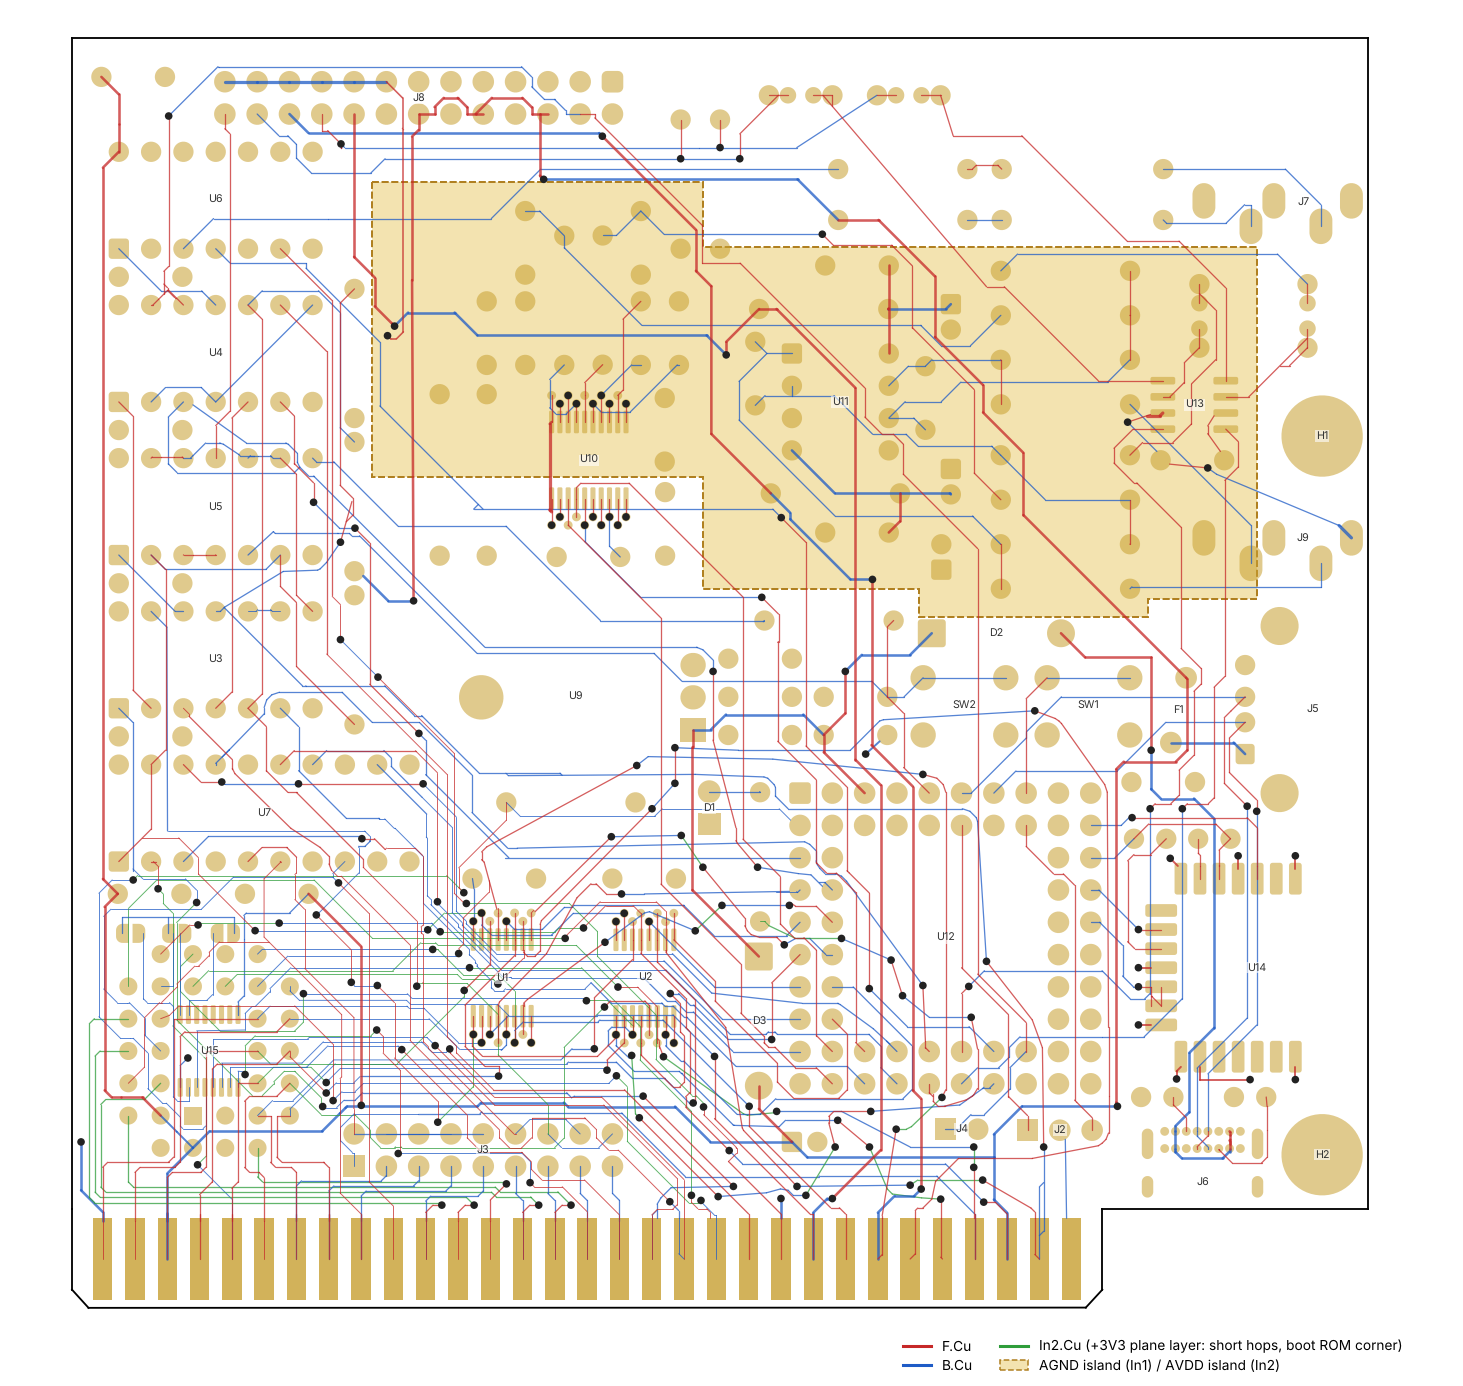 J8
U6
J7
U4
U11
U13
H1
U10
U5
J9
D2
U3
U9
SW2
SW1
F1
J5
U7
D1
U12
U1
U2
U14
D3
U15
J4
J2
J3
H2
J6
F.Cu
In2.Cu (+3V3 plane layer: short hops, boot ROM corner)
B.Cu
AGND island (In1) / AVDD island (In2)